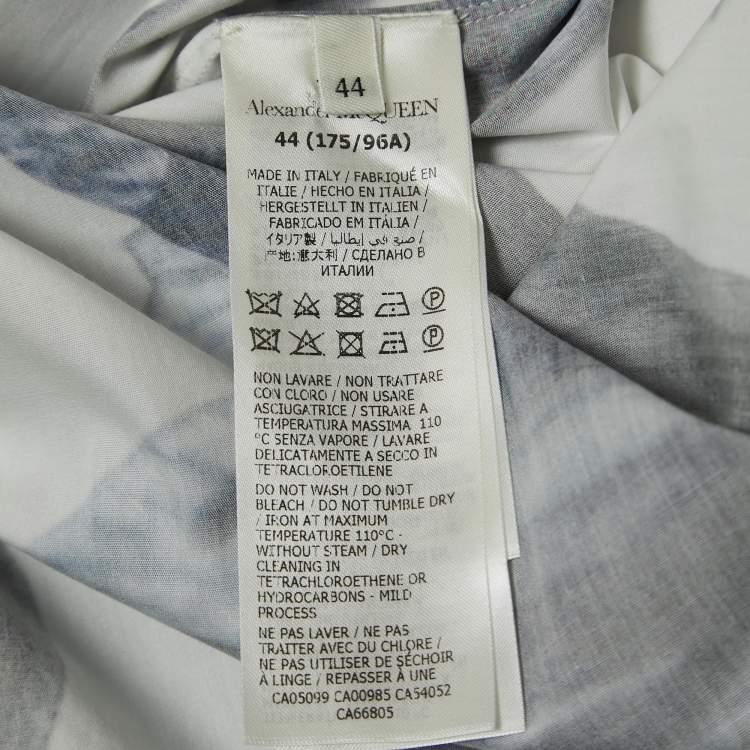 44
Alexander McQUEEN
44 (175/96A)
MADE IN ITALY / FABRIQUÉ EN
ITALIE / HECHO EN ITALIA /
HERGESTELLT IN ITALIEN /
FABRICADO EM ITÁLIA /
イタリア製 / صنع في إيطاليا /
产地:意大利 / СДЕЛАНО В
ИТАЛИИ
P
P
NON LAVARE / NON TRATTARE
CON CLORO / NON USARE
ASCIUGATRICE / STIRARE A
TEMPERATURA MASSIMA 110
°C SENZA VAPORE / LAVARE
DELICATAMENTE A SECCO IN
TETRACLOROETILENE
DO NOT WASH / DO NOT
BLEACH / DO NOT TUMBLE DRY
/ IRON AT MAXIMUM
TEMPERATURE 110°C -
WITHOUT STEAM / DRY
CLEANING IN
TETRACHLOROETHENE OR
HYDROCARBONS - MILD
PROCESS
NE PAS LAVER / NE PAS
TRAITER AVEC DU CHLORE /
NE PAS UTILISER DE SÉCHOIR
À LINGE / REPASSER À UNE
CA05099 CA00985 CA54052
CA66805